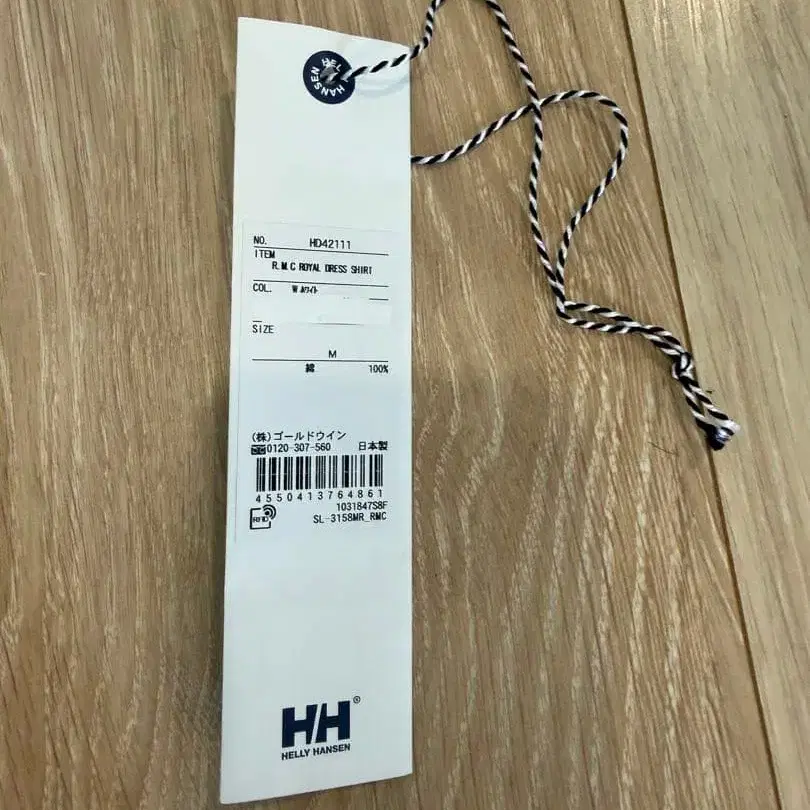 HELLY HANSEN
NO. HD42111
ITEM
R.M.C ROYAL DRESS SHIRT
COL. W ホワイト
SIZE
M
綿 100%
(株)ゴールドウイン
0120-307-560 日本製
4550413764861
1031847S8F
RFID
SL-3158MR_RMC
HH®
HELLY HANSEN